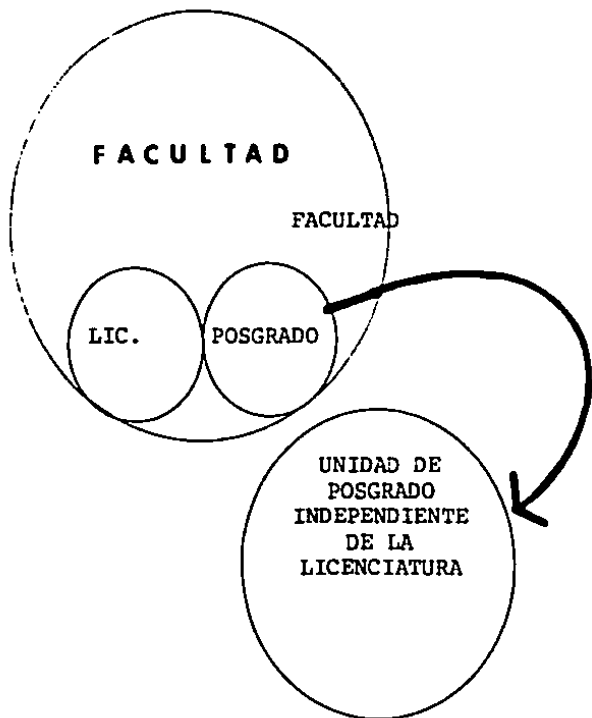 FACULTAD
FACULTAD
LIC.
POSGRADO
UNIDAD DE
POSGRADO
INDEPENDIENTE
DE LA
LICENCIATURA